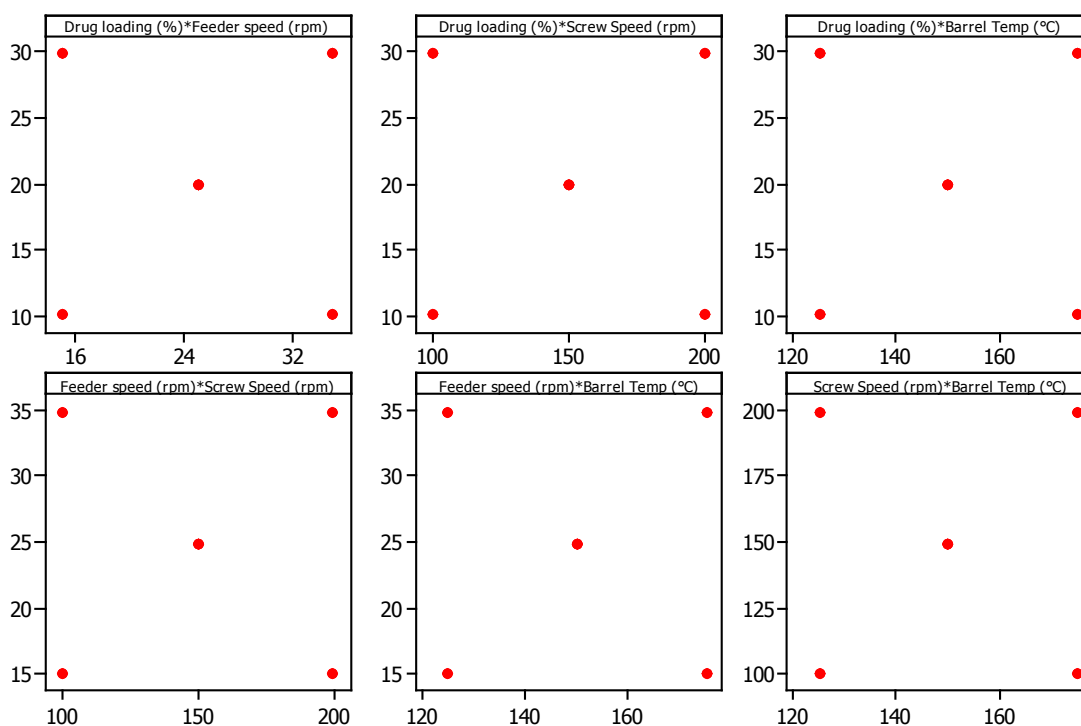 Drug loading (%)*Feeder speed (rpm)
30
25
20
15
10
16 24 32
Drug loading (%)*Screw Speed (rpm)
30
25
20
15
10
100 150 200
Drug loading (%)*Barrel Temp (°C)
30
25
20
15
10
120 140 160
Feeder speed (rpm)*Screw Speed (rpm)
35
30
25
20
15
100 150 200
Feeder speed (rpm)*Barrel Temp (°C)
35
30
25
20
15
120 140 160
Screw Speed (rpm)*Barrel Temp (°C)
200
175
150
125
100
120 140 160